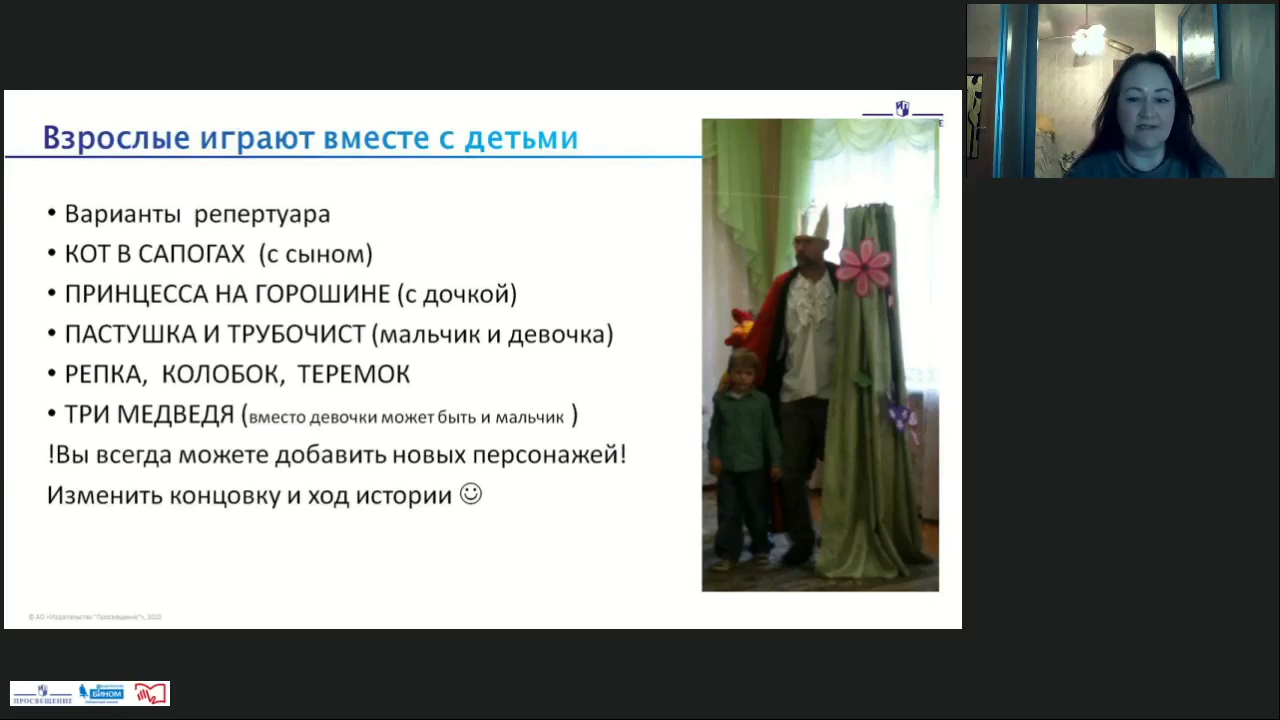 Взрослые играют вместе с детьми
• Варианты репертуара
• КОТ В САПОГАХ (с сыном)
• ПРИНЦЕССА НА ГОРОШИНЕ (с дочкой)
• ПАСТУШКА И ТРУБОЧИСТ (мальчик и девочка)
• РЕПКА, КОЛОБОК, ТЕРЕМОК
• ТРИ МЕДВЕДЯ (вместо девочки может быть и мальчик )
!Вы всегда можете добавить новых персонажей!
Изменить концовку и ход истории ☺
© АО «Издательство "Просвещение"», 2020
ПРОСВЕЩЕНИЕ
БИНОМ